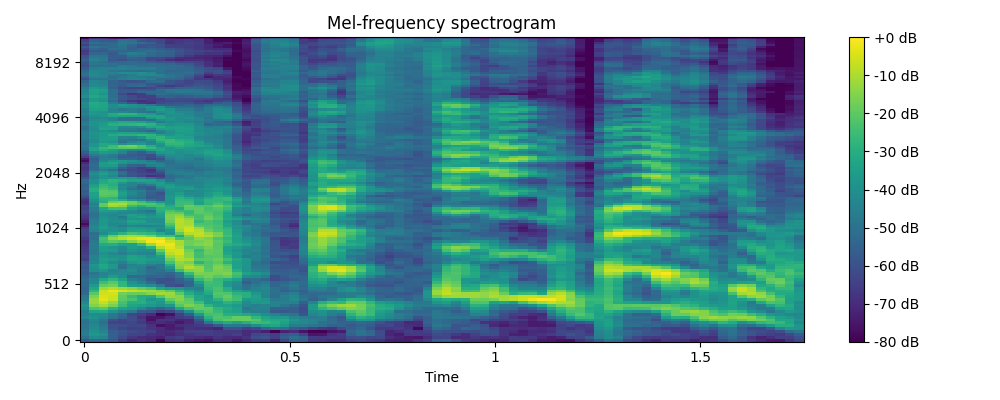 Mel-frequency spectrogram
Hz
8192
4096
2048
1024
512
0
0
0.5
1
1.5
Time
+0 dB
-10 dB
-20 dB
-30 dB
-40 dB
-50 dB
-60 dB
-70 dB
-80 dB